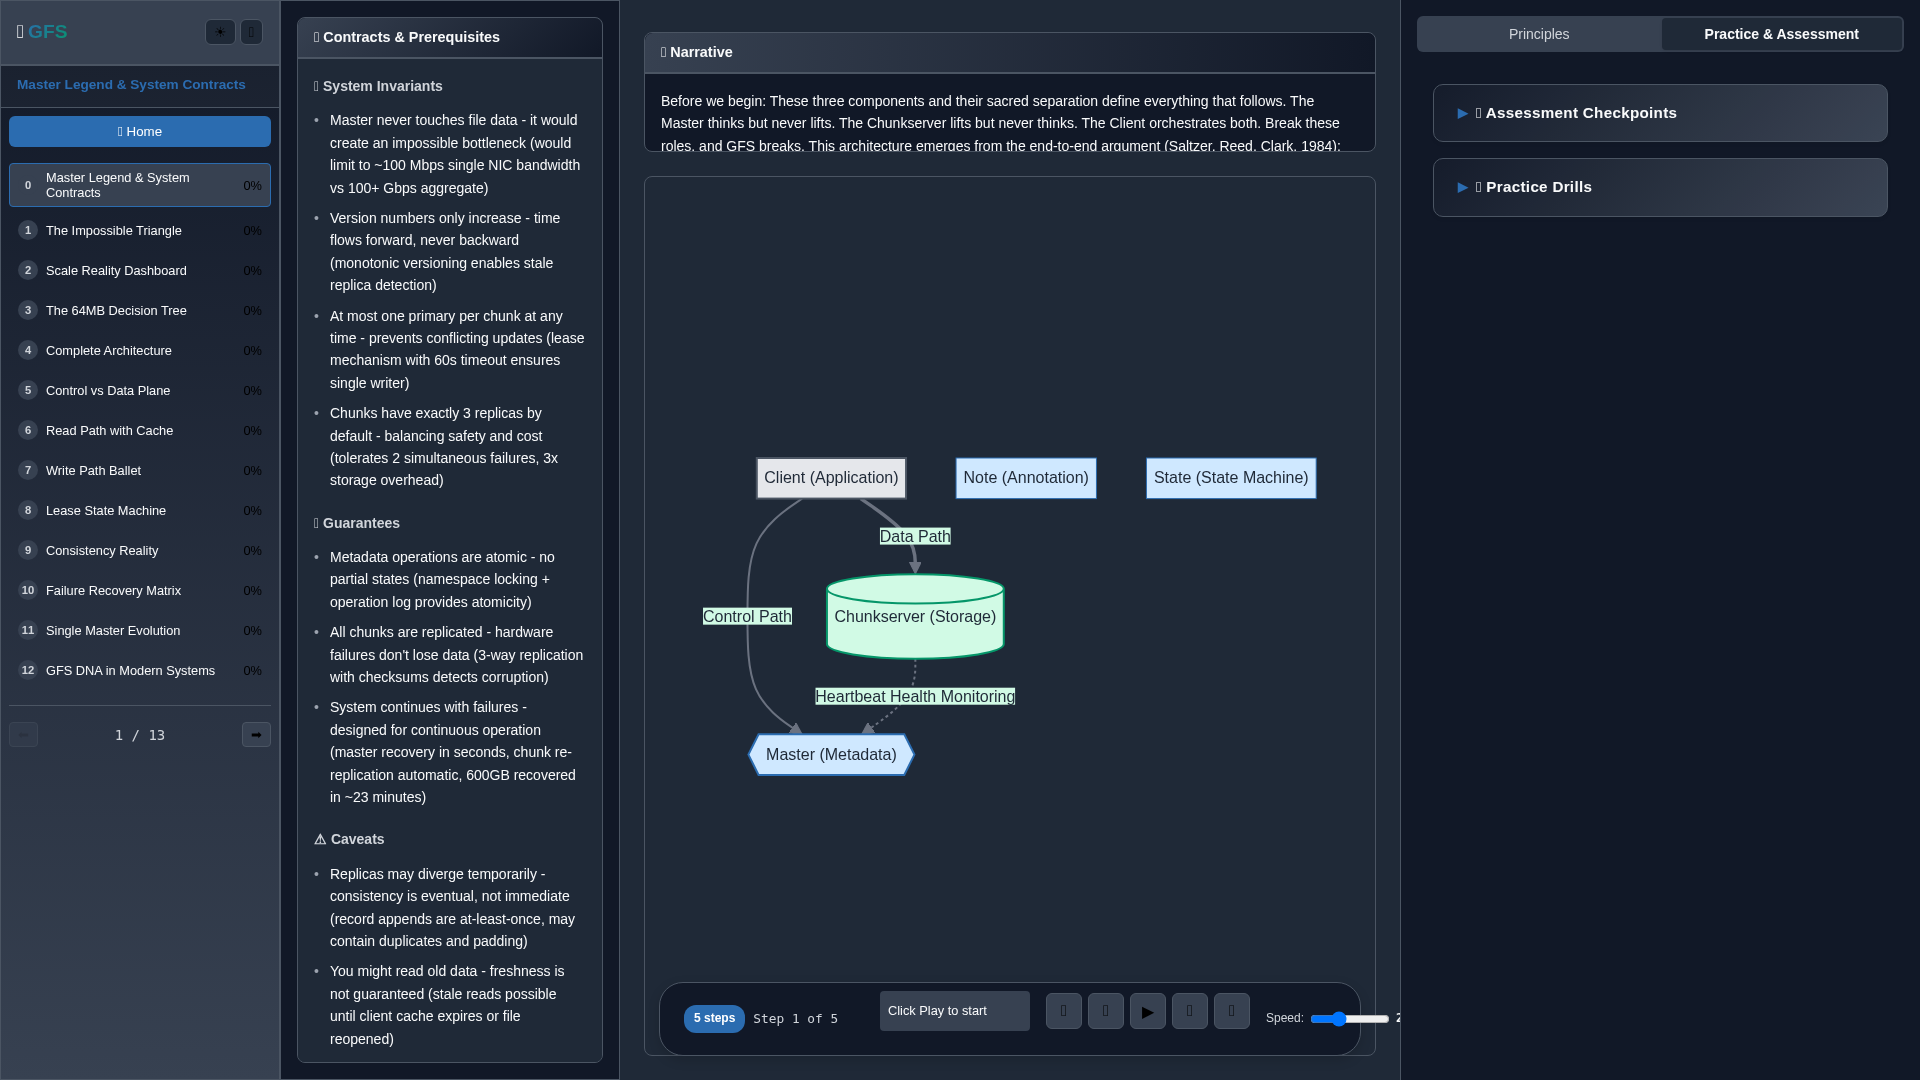 GFS
Master Legend & System Contracts
Home
0 Master Legend & System Contracts 0%
1 The Impossible Triangle 0%
2 Scale Reality Dashboard 0%
3 The 64MB Decision Tree 0%
4 Complete Architecture 0%
5 Control vs Data Plane 0%
6 Read Path with Cache 0%
7 Write Path Ballet 0%
8 Lease State Machine 0%
9 Consistency Reality 0%
10 Failure Recovery Matrix 0%
11 Single Master Evolution 0%
12 GFS DNA in Modern Systems 0%
1 / 13
Contracts & Prerequisites
System Invariants
• Master never touches file data - it would
create an impossible bottleneck (would
limit to ~100 Mbps single NIC bandwidth
vs 100+ Gbps aggregate)
• Version numbers only increase - time
flows forward, never backward
(monotonic versioning enables stale
replica detection)
• At most one primary per chunk at any
time - prevents conflicting updates (lease
mechanism with 60s timeout ensures
single writer)
• Chunks have exactly 3 replicas by
default - balancing safety and cost
(tolerates 2 simultaneous failures, 3x
storage overhead)
Guarantees
• Metadata operations are atomic - no
partial states (namespace locking +
operation log provides atomicity)
• All chunks are replicated - hardware
failures don't lose data (3-way replication
with checksums detects corruption)
• System continues with failures -
designed for continuous operation
(master recovery in seconds, chunk re-
replication automatic, 600GB recovered
in ~23 minutes)
⚠ Caveats
• Replicas may diverge temporarily -
consistency is eventual, not immediate
(record appends are at-least-once, may
contain duplicates and padding)
• You might read old data - freshness is
not guaranteed (stale reads possible
until client cache expires or file
reopened)
Narrative
Before we begin: These three components and their sacred separation define everything that follows. The
Master thinks but never lifts. The Chunkserver lifts but never thinks. The Client orchestrates both. Break these
roles, and GFS breaks. This architecture emerges from the end-to-end argument (Saltzer, Reed, Clark, 1984):
Client (Application)
Note (Annotation)
State (State Machine)
Data Path
Control Path
Chunkserver (Storage)
Heartbeat Health Monitoring
Master (Metadata)
5 steps
Step 1 of 5
Click Play to start
Speed:
Principles
Practice & Assessment
▶ Assessment Checkpoints
▶ Practice Drills